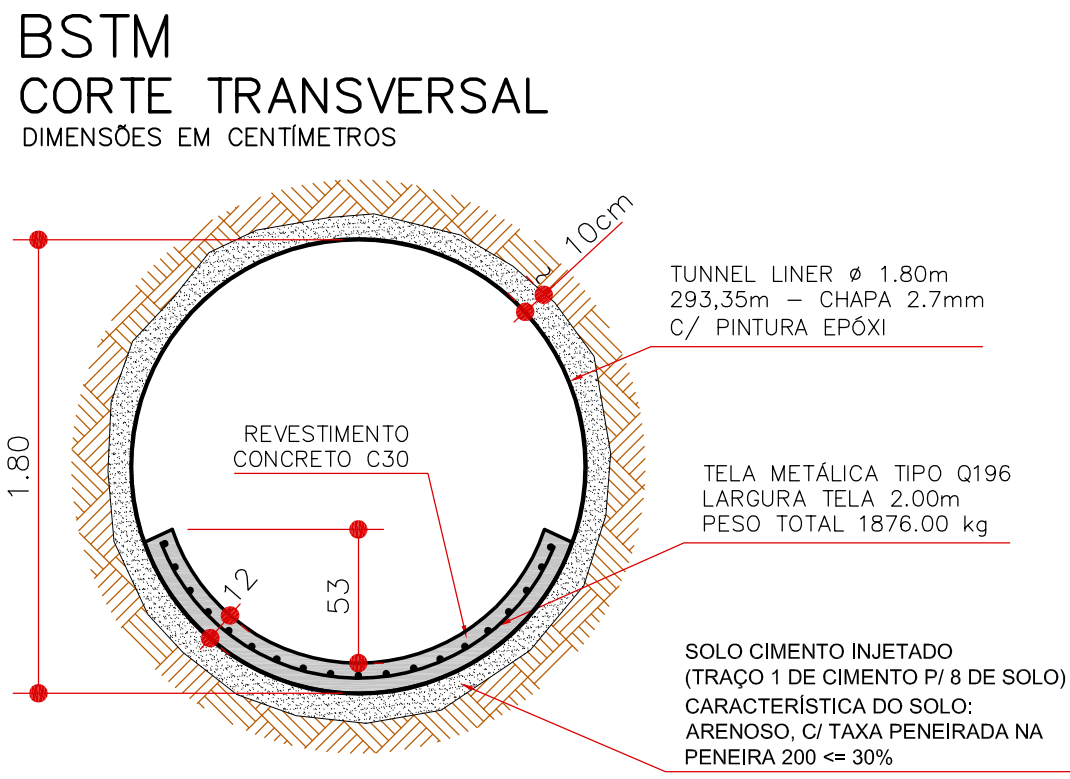 BSTM
CORTE TRANSVERSAL
DIMENSÕES EM CENTÍMETROS
~ 10cm
TUNNEL LINER ø 1.80m
293,35m – CHAPA 2.7mm
C/ PINTURA EPÓXI
1.80
REVESTIMENTO
CONCRETO C30
TELA METÁLICA TIPO Q196
LARGURA TELA 2.00m
PESO TOTAL 1876.00 kg
12
53
SOLO CIMENTO INJETADO
(TRAÇO 1 DE CIMENTO P/ 8 DE SOLO)
CARACTERÍSTICA DO SOLO:
ARENOSO, C/ TAXA PENEIRADA NA
PENEIRA 200 <= 30%